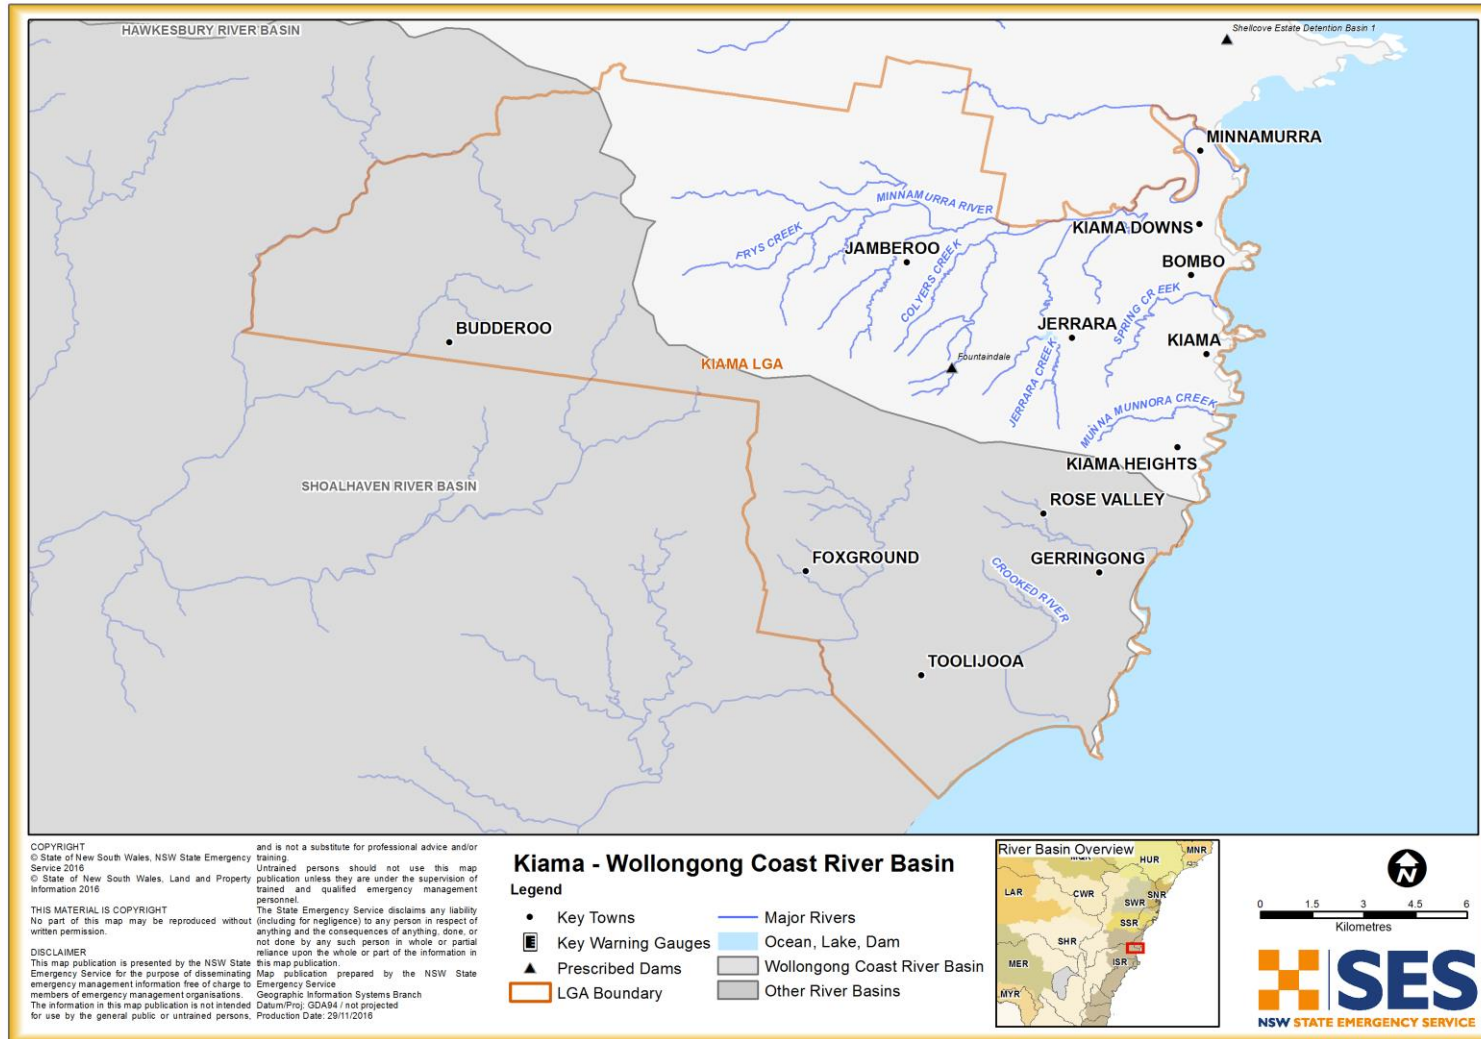 HAWKESBURY RIVER BASIN
Shellcove Estate Detention Basin 1
MINNAMURRA
MINNAMURRA RIVER
KIAMA DOWNS
FRYS CREEK
JAMBEROO
COLYERS CREEK
BOMBO
SPRING CREEK
BUDDEROO
JERRARA
KIAMA
Fountaindale
KIAMA LGA
JERRARA CREEK
MUNNA MUNNORA CREEK
KIAMA HEIGHTS
SHOALHAVEN RIVER BASIN
ROSE VALLEY
FOXGROUND
GERRINGONG
CROOKED RIVER
TOOLIJOOA
COPYRIGHT
© State of New South Wales, NSW State Emergency
Service 2016
© State of New South Wales, Land and Property
Information 2016
THIS MATERIAL IS COPYRIGHT
No part of this map may be reproduced without
written permission.
DISCLAIMER
This map publication is presented by the NSW State
Emergency Service for the purpose of disseminating
emergency management information free of charge to
members of emergency management organisations.
The information in this map publication is not intended
for use by the general public or untrained persons,
and is not a substitute for professional advice and/or
training.
Untrained persons should not use this map
publication unless they are under the supervision of
trained and qualified emergency management
personnel.
The State Emergency Service disclaims any liability
(including for negligence) to any person in respect of
anything and the consequences of anything, done, or
not done by any such person in whole or partial
reliance upon the whole or part of the information in
this map publication.
Map publication prepared by the NSW State
Emergency Service
Geographic Information Systems Branch
Datum/Proj: GDA94 / not projected
Production Date: 29/11/2016
Kiama - Wollongong Coast River Basin
Legend
Key Towns
Key Warning Gauges
Prescribed Dams
LGA Boundary
Major Rivers
Ocean, Lake, Dam
Wollongong Coast River Basin
Other River Basins
River Basin Overview
MNR
HUR
LAR
CWR
SNR
SWR
SSR
SHR
MER
ISR
MYR
N
0 1.5 3 4.5 6
Kilometres
SES
NSW STATE EMERGENCY SERVICE